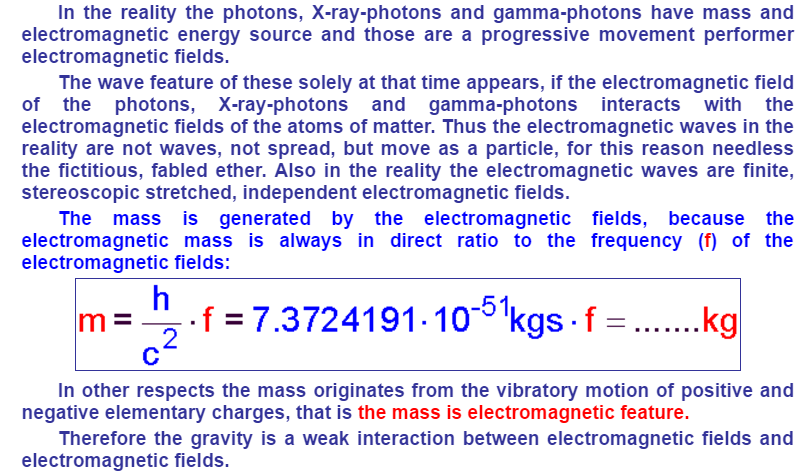 In the reality the photons, X-ray-photons and gamma-photons have mass and
electromagnetic energy source and those are a progressive movement performer
electromagnetic fields.
The wave feature of these solely at that time appears, if the electromagnetic field
of the photons, X-ray-photons and gamma-photons interacts with the
electromagnetic fields of the atoms of matter. Thus the electromagnetic waves in the
reality are not waves, not spread, but move as a particle, for this reason needless
the fictitious, fabled ether. Also in the reality the electromagnetic waves are finite,
stereoscopic stretched, independent electromagnetic fields.
The mass is generated by the electromagnetic fields, because the
electromagnetic mass is always in direct ratio to the frequency (f) of the
electromagnetic fields:
m = h/c² · f = 7.3724191·10⁻⁵¹kgs · f = .......kg
In other respects the mass originates from the vibratory motion of positive and
negative elementary charges, that is the mass is electromagnetic feature.
Therefore the gravity is a weak interaction between electromagnetic fields and
electromagnetic fields.